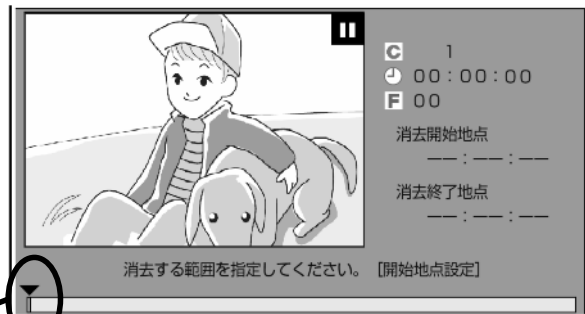 C 1
00:00:00
F 00
消去開始地点
--:--:--
消去終了地点
--:--:--
消去する範囲を指定してください。 [開始地点設定]